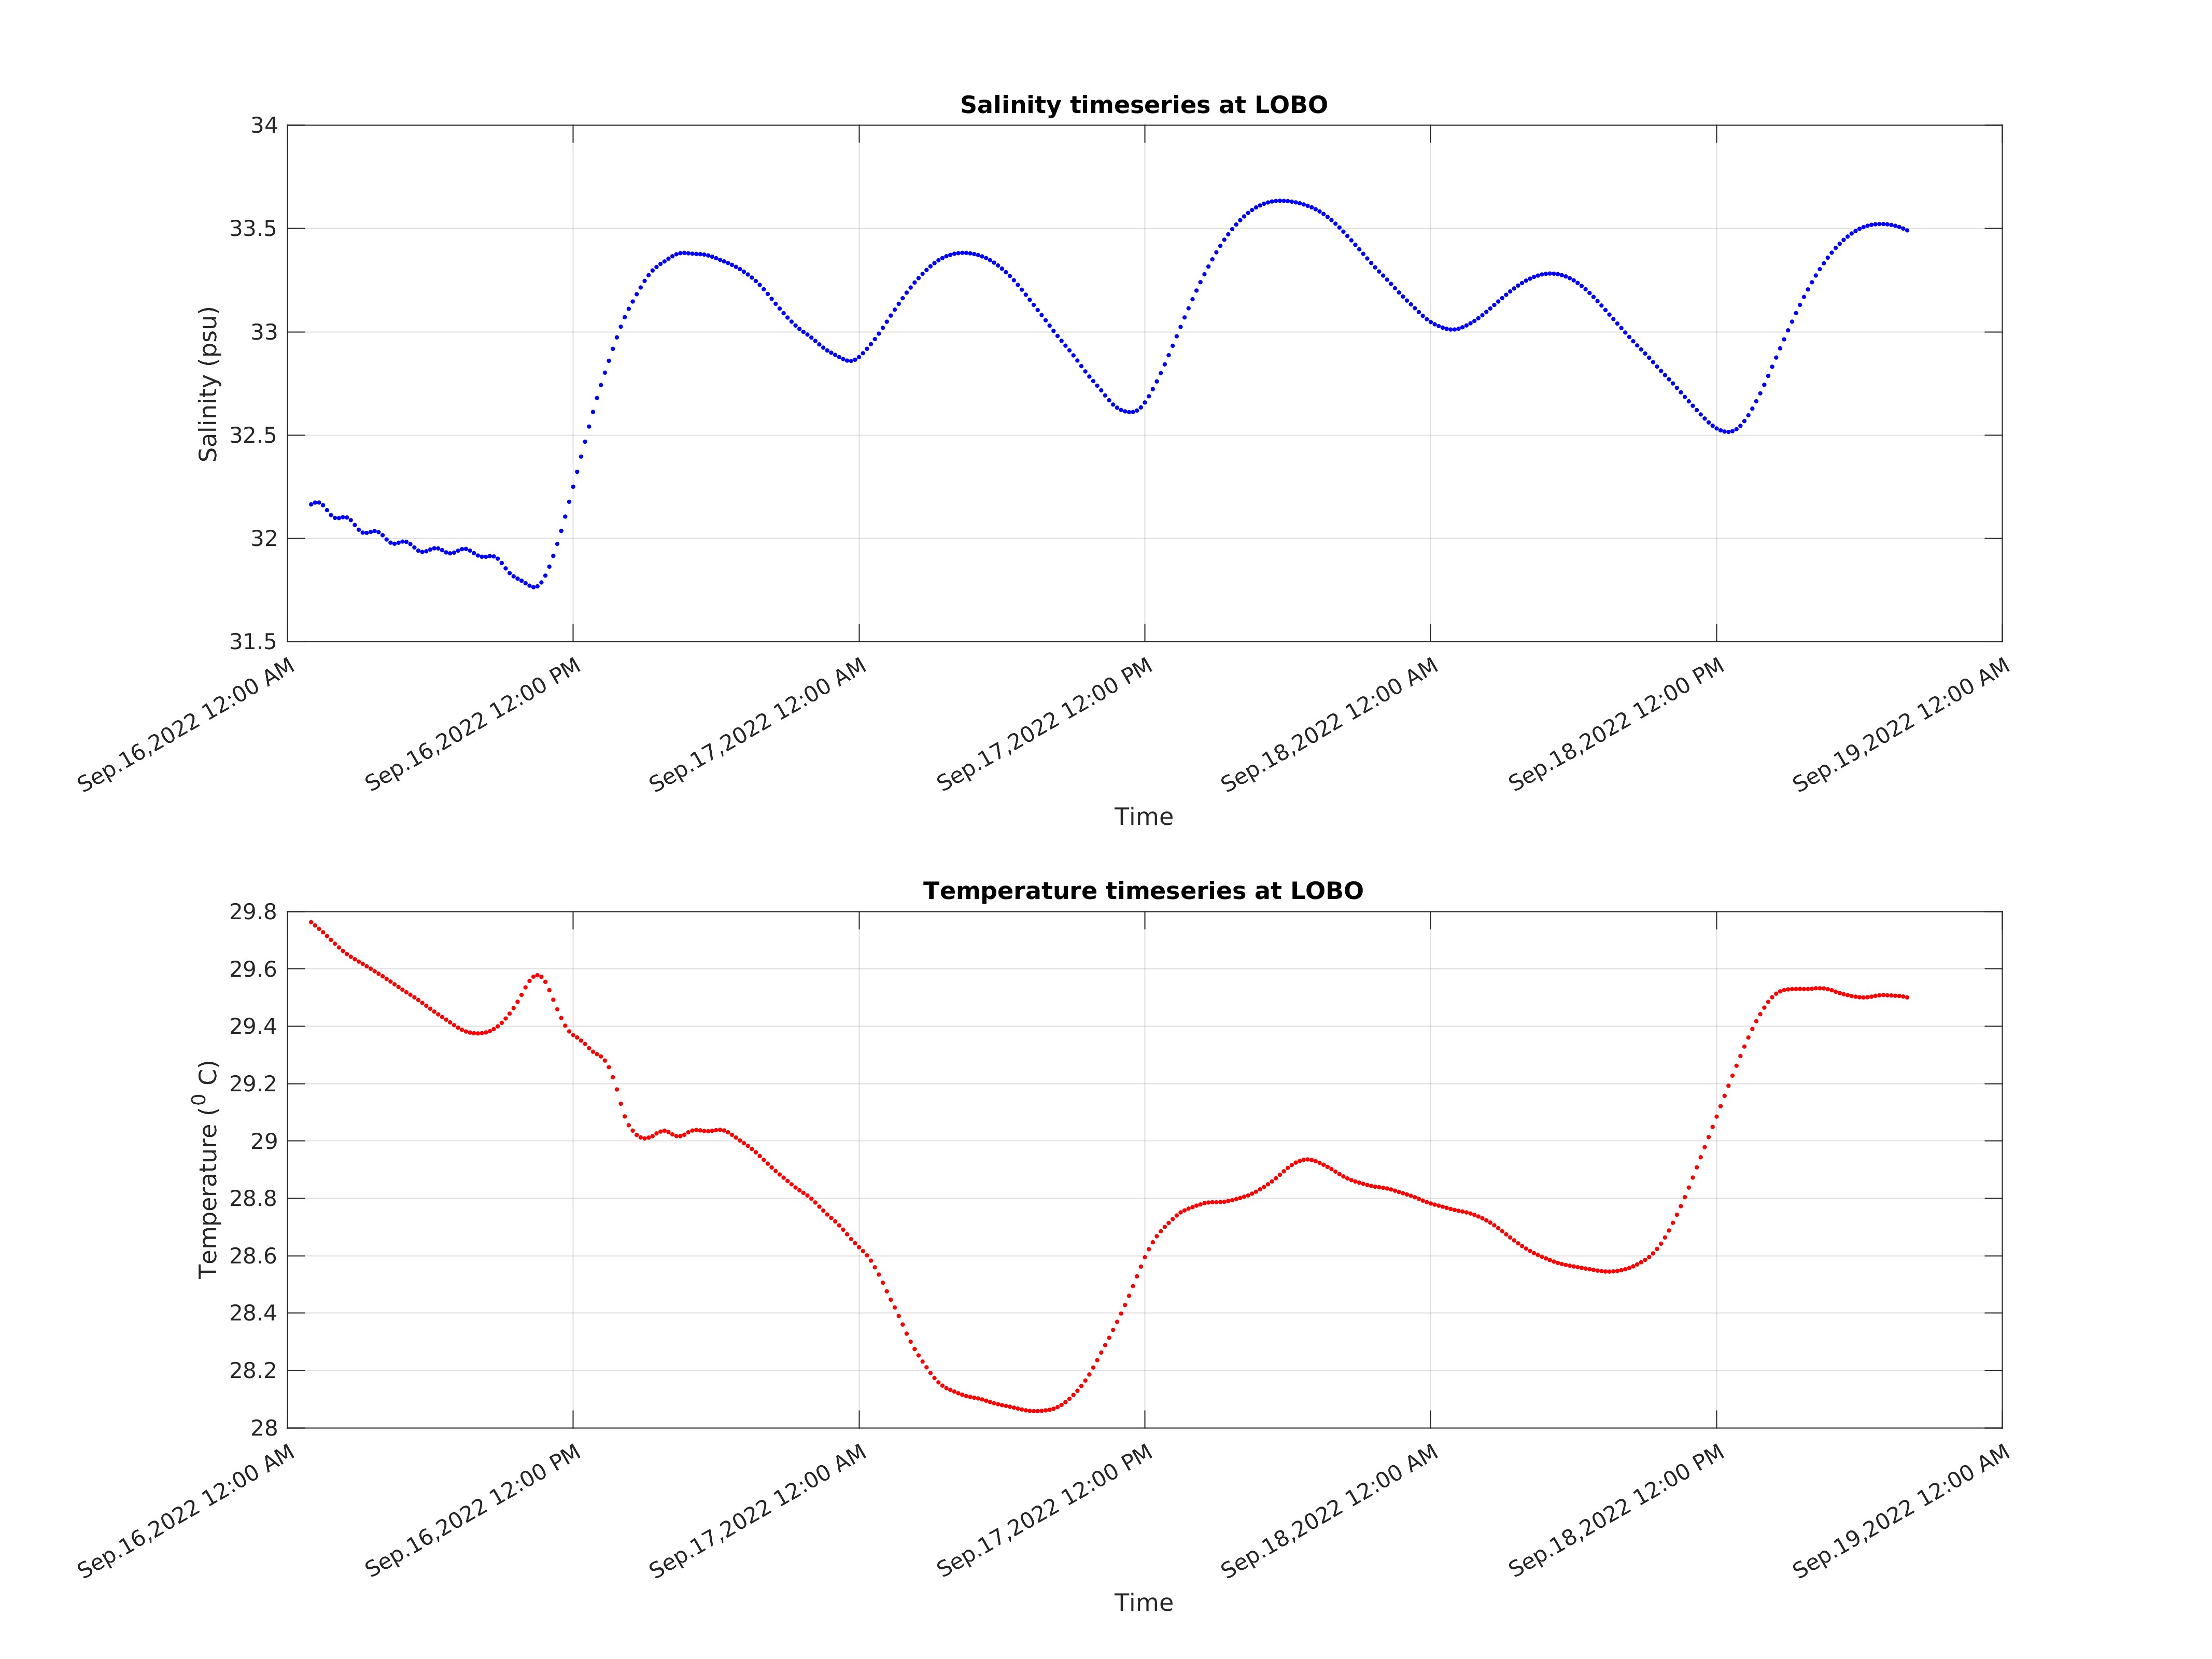 Salinity timeseries at LOBO
34
33.5
33
32.5
32
31.5
Salinity (psu)
Sep.16,2022 12:00 AM
Sep.16,2022 12:00 PM
Sep.17,2022 12:00 AM
Sep.17,2022 12:00 PM
Sep.18,2022 12:00 AM
Sep.18,2022 12:00 PM
Sep.19,2022 12:00 AM
Time
Temperature timeseries at LOBO
29.8
29.6
29.4
29.2
29
28.8
28.6
28.4
28.2
28
Temperature (⁰ C)
Sep.16,2022 12:00 AM
Sep.16,2022 12:00 PM
Sep.17,2022 12:00 AM
Sep.17,2022 12:00 PM
Sep.18,2022 12:00 AM
Sep.18,2022 12:00 PM
Sep.19,2022 12:00 AM
Time